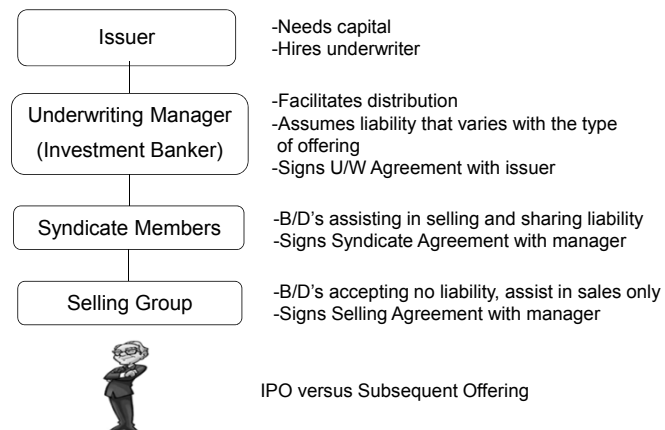 Issuer
-Needs capital
-Hires underwriter
Underwriting Manager
(Investment Banker)
-Facilitates distribution
-Assumes liability that varies with the type
of offering
-Signs U/W Agreement with issuer
Syndicate Members
-B/D's assisting in selling and sharing liability
-Signs Syndicate Agreement with manager
Selling Group
-B/D's accepting no liability, assist in sales only
-Signs Selling Agreement with manager
IPO versus Subsequent Offering